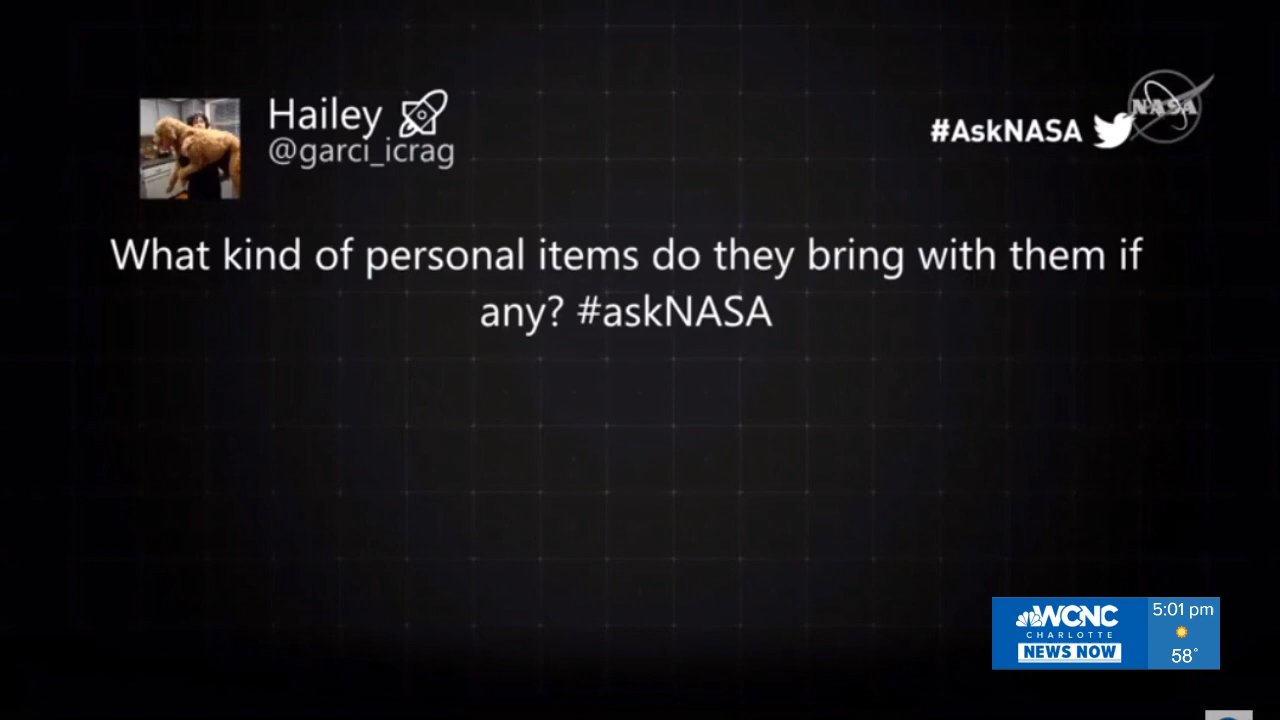 Hailey
@garci_icrag
#AskNASA
NASA
What kind of personal items do they bring with them if
any? #askNASA
WCNC
CHARLOTTE
NEWS NOW
5:01 pm
58°